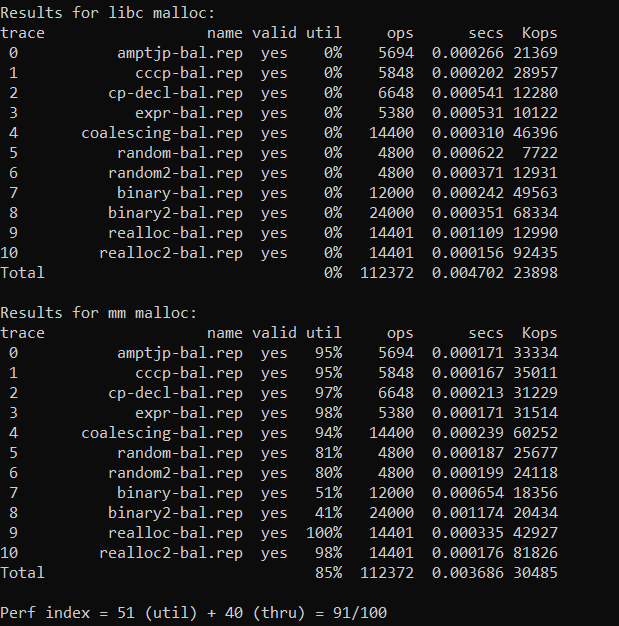 Results for libc malloc:
trace name valid util ops secs Kops
0 amptjp-bal.rep yes 0% 5694 0.000266 21369
1 cccp-bal.rep yes 0% 5848 0.000202 28957
2 cp-decl-bal.rep yes 0% 6648 0.000541 12280
3 expr-bal.rep yes 0% 5380 0.000531 10122
4 coalescing-bal.rep yes 0% 14400 0.000310 46396
5 random-bal.rep yes 0% 4800 0.000622 7722
6 random2-bal.rep yes 0% 4800 0.000371 12931
7 binary-bal.rep yes 0% 12000 0.000242 49563
8 binary2-bal.rep yes 0% 24000 0.000351 68334
9 realloc-bal.rep yes 0% 14401 0.001109 12990
10 realloc2-bal.rep yes 0% 14401 0.000156 92435
Total 0% 112372 0.004702 23898
Results for mm malloc:
trace name valid util ops secs Kops
0 amptjp-bal.rep yes 95% 5694 0.000171 33334
1 cccp-bal.rep yes 95% 5848 0.000167 35011
2 cp-decl-bal.rep yes 97% 6648 0.000213 31229
3 expr-bal.rep yes 98% 5380 0.000171 31514
4 coalescing-bal.rep yes 94% 14400 0.000239 60252
5 random-bal.rep yes 81% 4800 0.000187 25677
6 random2-bal.rep yes 80% 4800 0.000199 24118
7 binary-bal.rep yes 51% 12000 0.000654 18356
8 binary2-bal.rep yes 41% 24000 0.001174 20434
9 realloc-bal.rep yes 100% 14401 0.000335 42927
10 realloc2-bal.rep yes 98% 14401 0.000176 81826
Total 85% 112372 0.003686 30485
Perf index = 51 (util) + 40 (thru) = 91/100